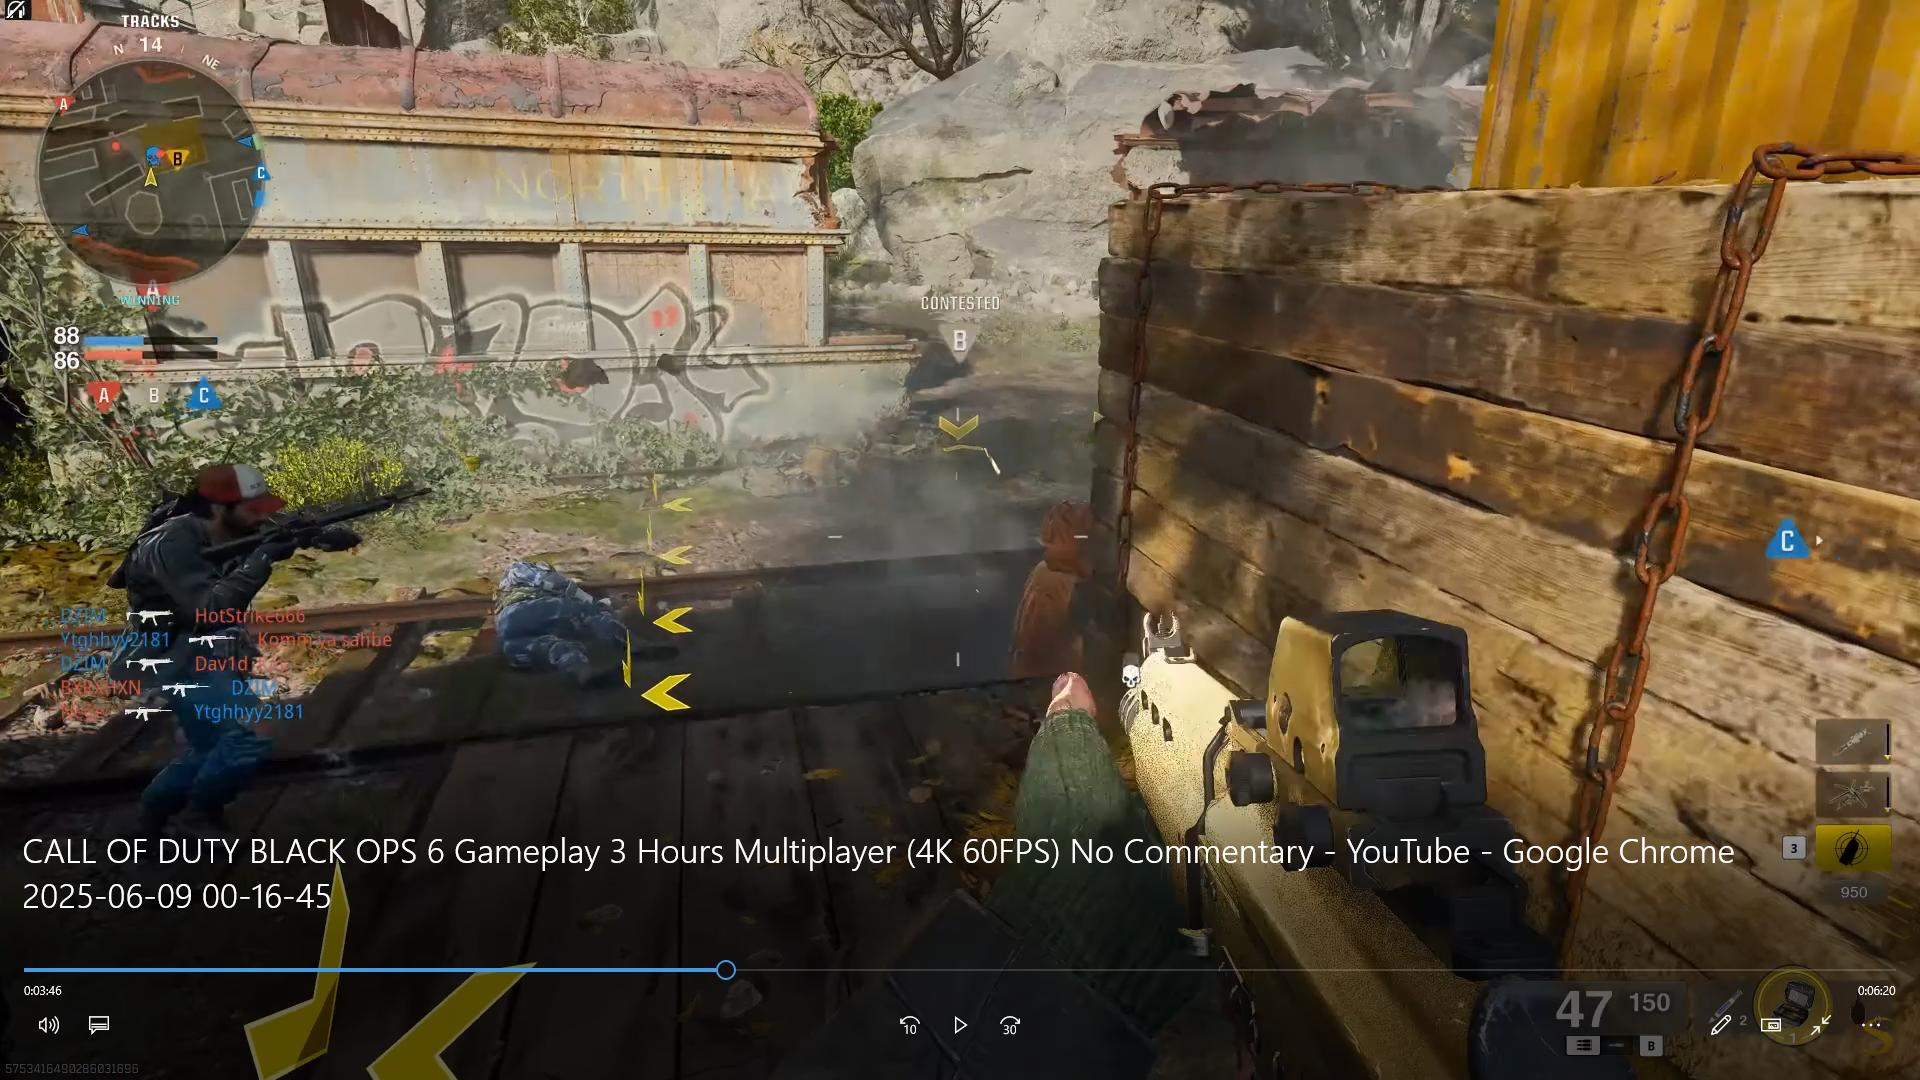 TRACKS
N 14 NE
A
B
C
A
WINNING
88
86
A B C
CONTESTED
B
C
DZIM HotStrike666
Ytghhyy2181
DZIM
DZIM
Ytghhyy2181
CALL OF DUTY BLACK OPS 6 Gameplay 3 Hours Multiplayer (4K 60FPS) No Commentary - YouTube - Google Chrome
2025-06-09 00-16-45
3
950
0:03:46
0:06:20
47 150
2
10
30
1
B
5753416490286031696